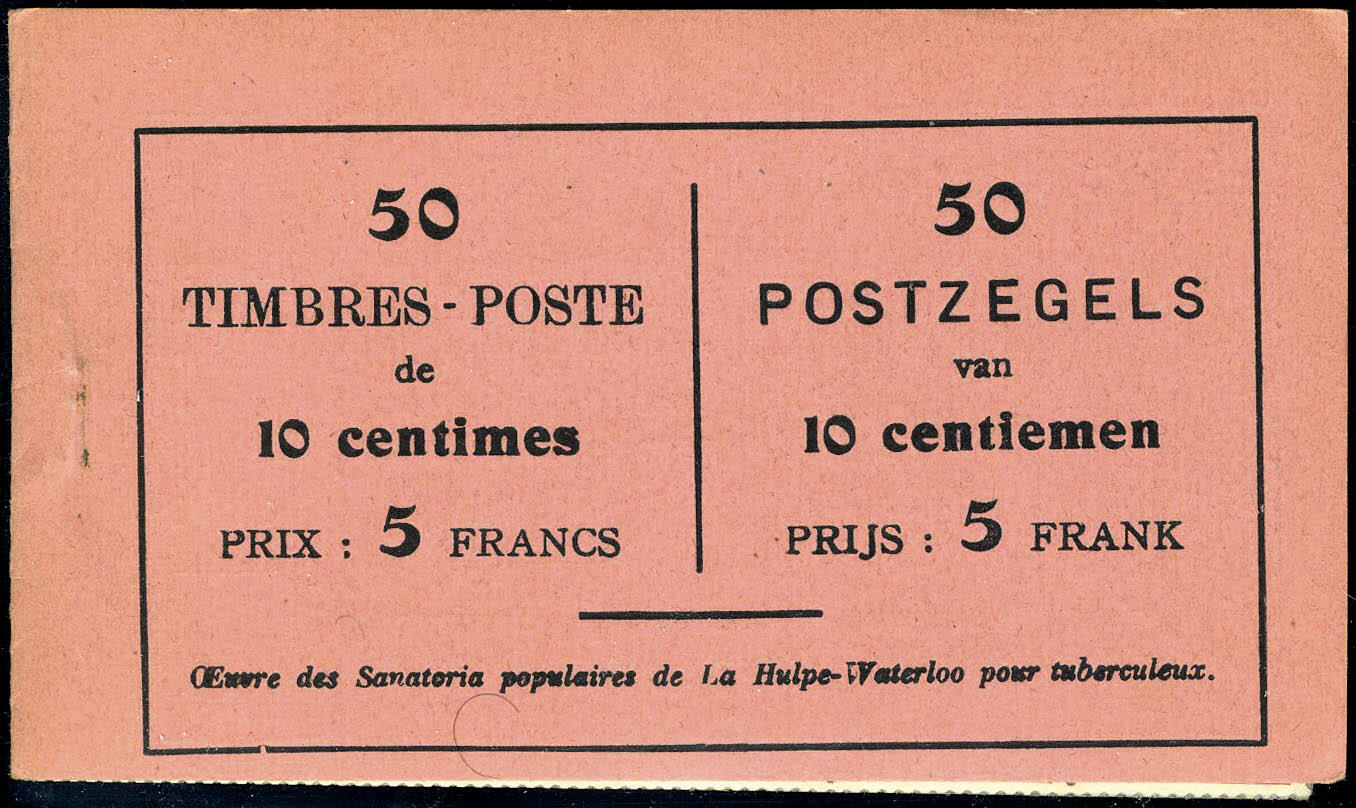 50
TIMBRES-POSTE
de
10 centimes
PRIX : 5 FRANCS
50
POSTZEGELS
van
10 centiemen
PRIJS : 5 FRANK
Œuvre des Sanatoria populaires de La Hulpe-Waterloo pour tuberculeux.